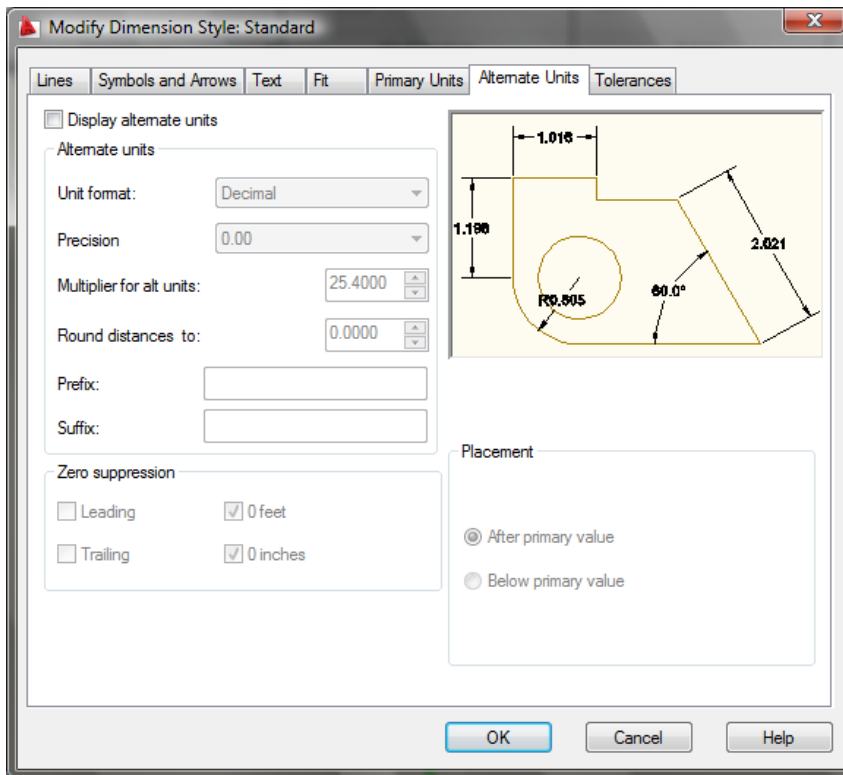 Modify Dimension Style: Standard
Lines Symbols and Arrows Text Fit Primary Units Alternate Units Tolerances
Display alternate units
Alternate units
Unit format: Decimal
Precision 0.00
Multiplier for alt units: 25.4000
Round distances to: 0.0000
Prefix:
Suffix:
Zero suppression
Leading 0 feet
Trailing 0 inches
1.016
1.196
2.021
R0.805
60.0°
Placement
After primary value
Below primary value
OK Cancel Help